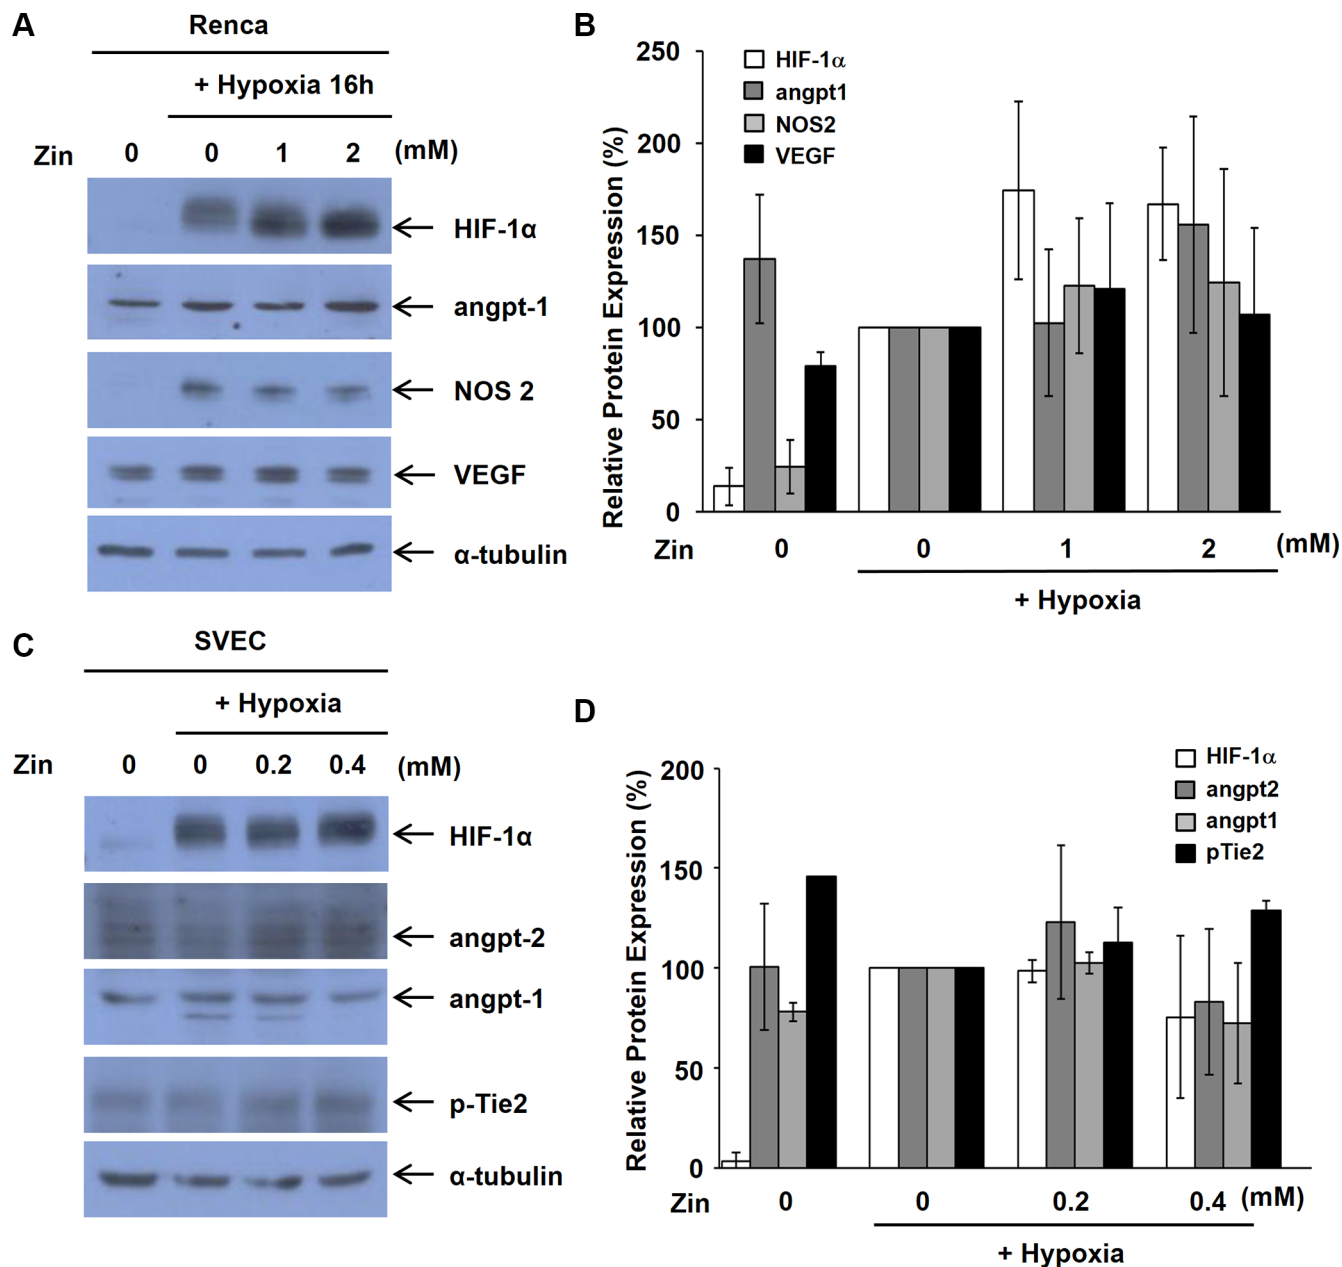 A
Renca
+ Hypoxia 16h
Zin 0 0 1 2 (mM)
HIF-1α
angpt-1
NOS 2
VEGF
α-tubulin
B
250
200
150
100
50
0
Relative Protein Expression (%)
HIF-1α
angpt1
NOS2
VEGF
Zin 0 0 1 2 (mM)
+ Hypoxia
C
SVEC
+ Hypoxia
Zin 0 0 0.2 0.4 (mM)
HIF-1α
angpt-2
angpt-1
p-Tie2
α-tubulin
D
200
150
100
50
0
Relative Protein Expression (%)
HIF-1α
angpt2
angpt1
pTie2
Zin 0 0 0.2 0.4 (mM)
+ Hypoxia